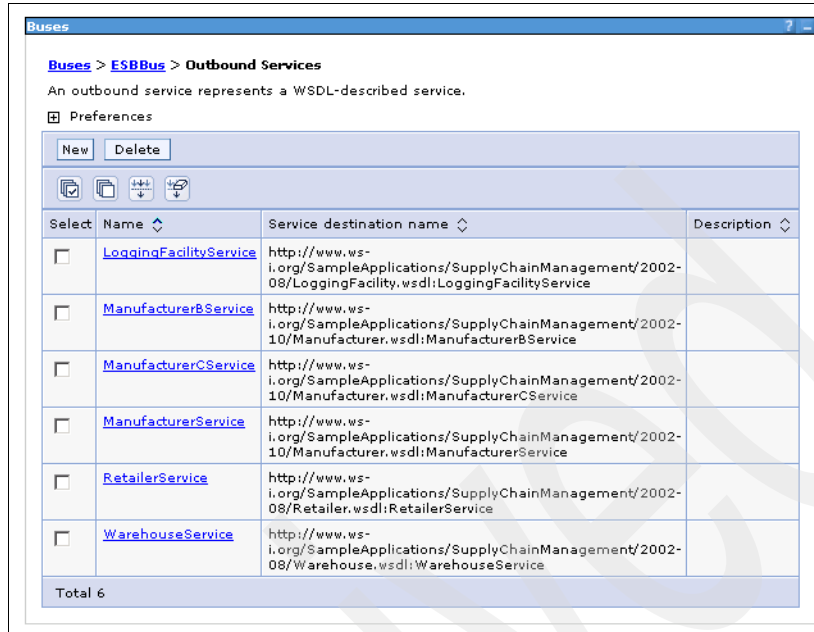 Buses ? –
Buses > ESBBus > Outbound Services
An outbound service represents a WSDL-described service.
Preferences
New Delete
Select Name Service destination name Description
LoggingFacilityService http://www.ws-
i.org/SampleApplications/SupplyChainManagement/2002-
08/LoggingFacility.wsdl:LoggingFacilityService
ManufacturerBService http://www.ws-
i.org/SampleApplications/SupplyChainManagement/2002-
10/Manufacturer.wsdl:ManufacturerBService
ManufacturerCService http://www.ws-
i.org/SampleApplications/SupplyChainManagement/2002-
10/Manufacturer.wsdl:ManufacturerCService
ManufacturerService http://www.ws-
i.org/SampleApplications/SupplyChainManagement/2002-
10/Manufacturer.wsdl:ManufacturerService
RetailerService http://www.ws-
i.org/SampleApplications/SupplyChainManagement/2002-
08/Retailer.wsdl:RetailerService
WarehouseService http://www.ws-
i.org/SampleApplications/SupplyChainManagement/2002-
08/Warehouse.wsdl:WarehouseService
Total 6